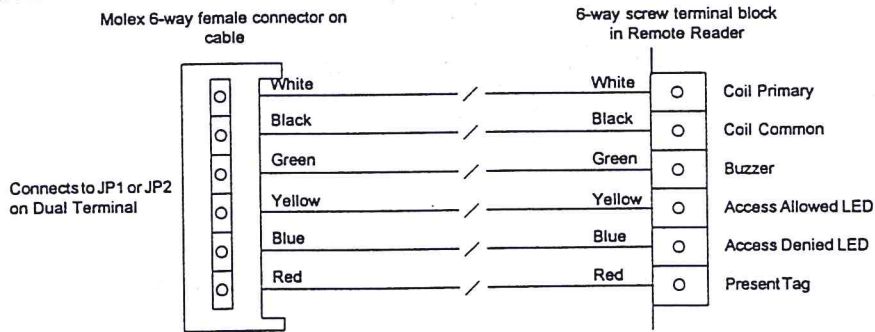 Molex 6-way female connector on
cable
6-way screw terminal block
in Remote Reader
White
White
Coil Primary
Black
Black
Coil Common
Green
Green
Buzzer
Connects to JP1 or JP2
on Dual Terminal
Yellow
Yellow
Access Allowed LED
Blue
Blue
Access Denied LED
Red
Red
Present Tag